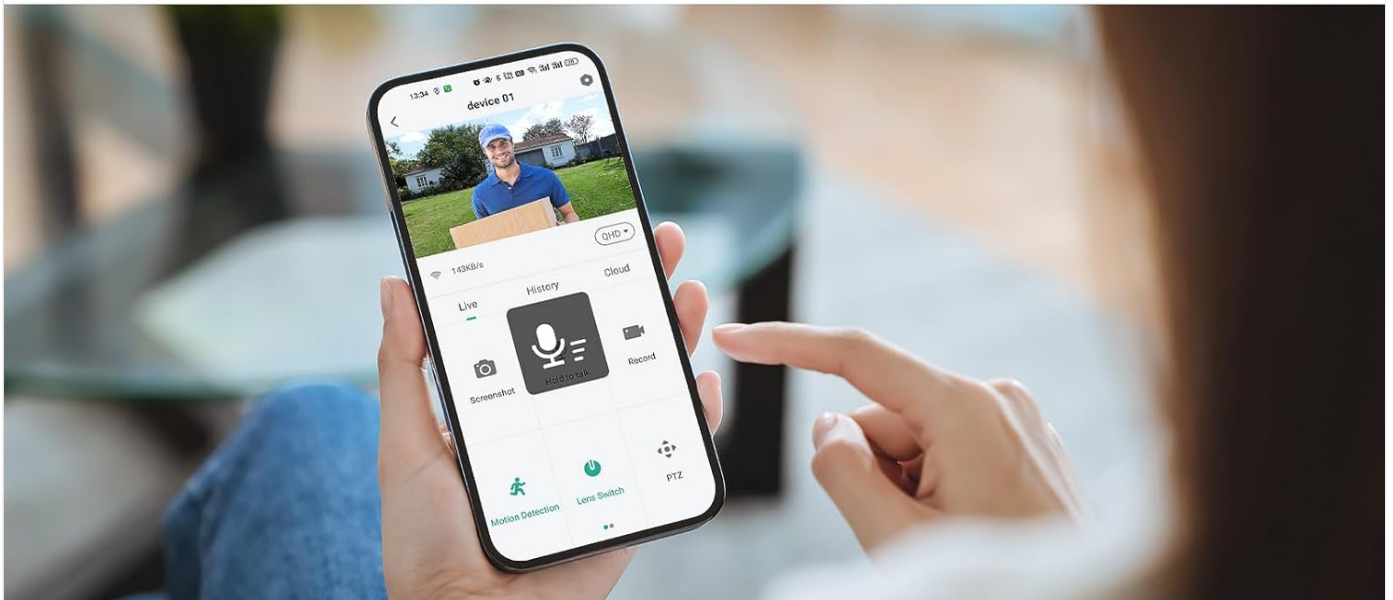 13:34
device 01
QHD
143KB/s
Live
History
Cloud
Screenshot
Hold to talk
Record
Motion Detection
Lens Switch
PTZ